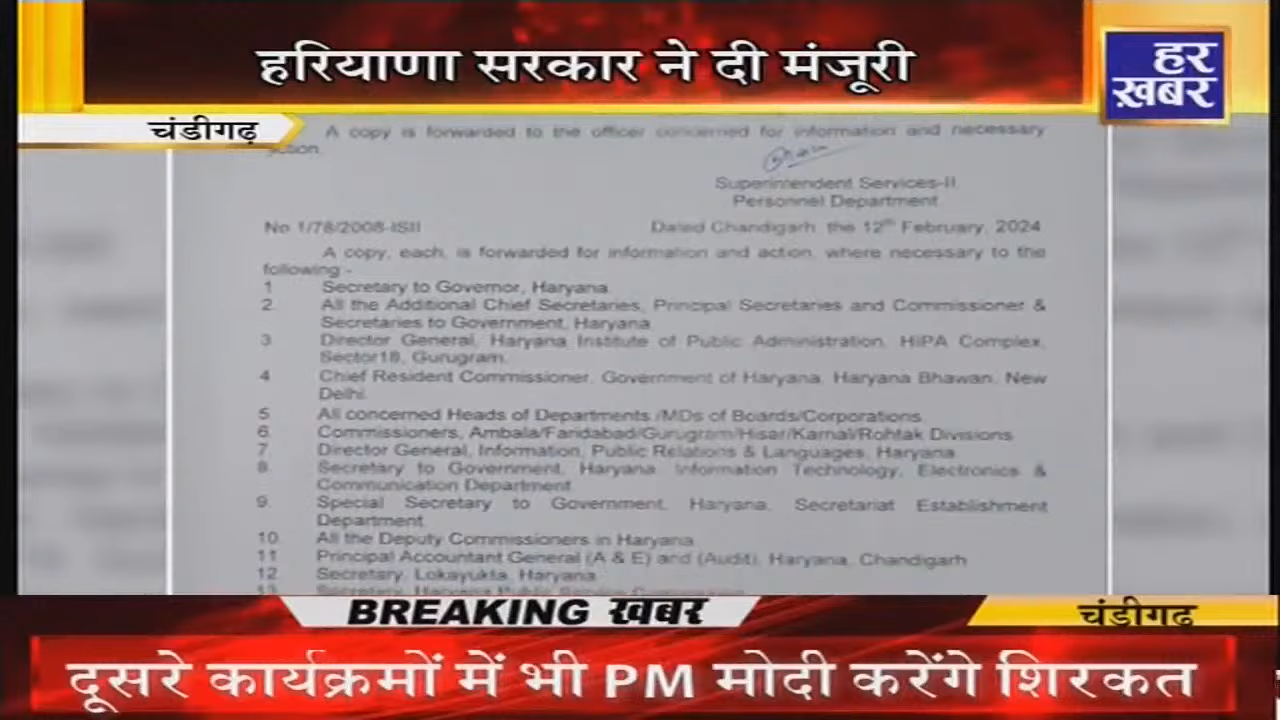 हरियाणा सरकार ने दी मंजूरी
हर
ख़बर
चंडीगढ़
A copy is forwarded to the officer concerned for information and necessary
action.
Superintendent Services-II
Personnel Department
No 1/78/2008-ISII Dated Chandigarh, the 12th February, 2024
A copy, each, is forwarded for information and action, where necessary to the
following:-
1 Secretary to Governor, Haryana.
2. All the Additional Chief Secretaries, Principal Secretaries and Commissioner &
Secretaries to Government, Haryana
3 Director General, Haryana Institute of Public Administration, HIPA Complex,
Sector18, Gurugram.
4 Chief Resident Commissioner, Government of Haryana, Haryana Bhawan, New
Delhi.
5 All concerned Heads of Departments /MDs of Boards/Corporations
6. Commissioners, Ambala/Faridabad/Gurugram/Hisar/Karnal/Rohtak Divisions
7 Director General, Information, Public Relations & Languages, Haryana
8. Secretary to Government, Haryana Information Technology, Electronics &
Communication Department
9. Special Secretary to Government, Haryana, Secretariat Establishment
Department
10. All the Deputy Commissioners in Haryana
11 Principal Accountant General (A & E) and (Audit), Haryana, Chandigarh
12 Secretary, Lokayukta, Haryana
BREAKING खबर
चंडीगढ़
दूसरे कार्यक्रमों में भी PM मोदी करेंगे शिरकत